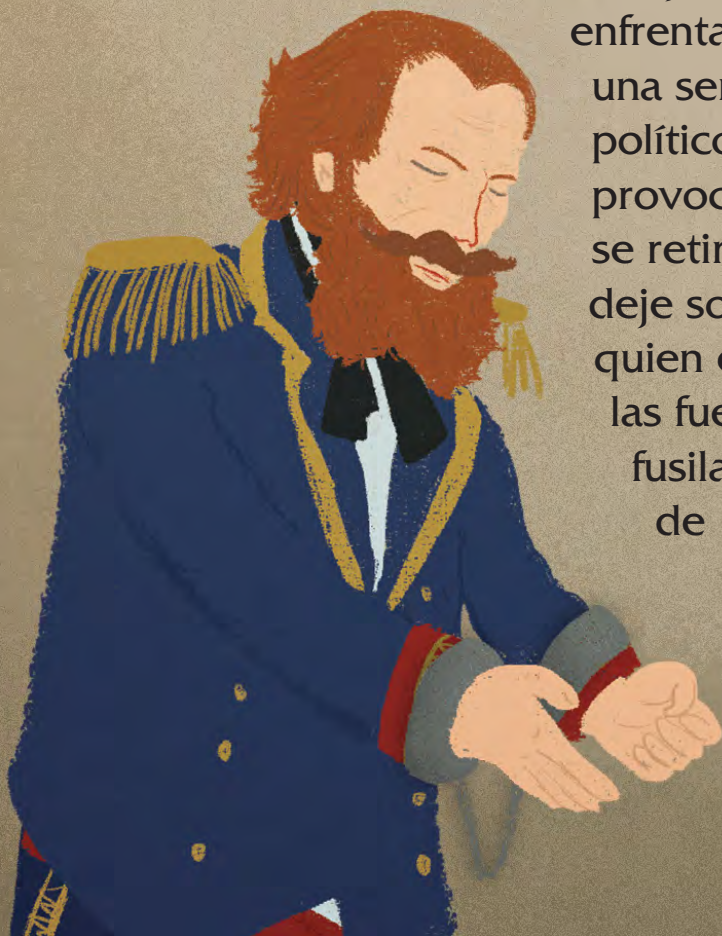 enfrenta
una ser
político
provoc
se retir
deje so
quien
las fue
fusila
de